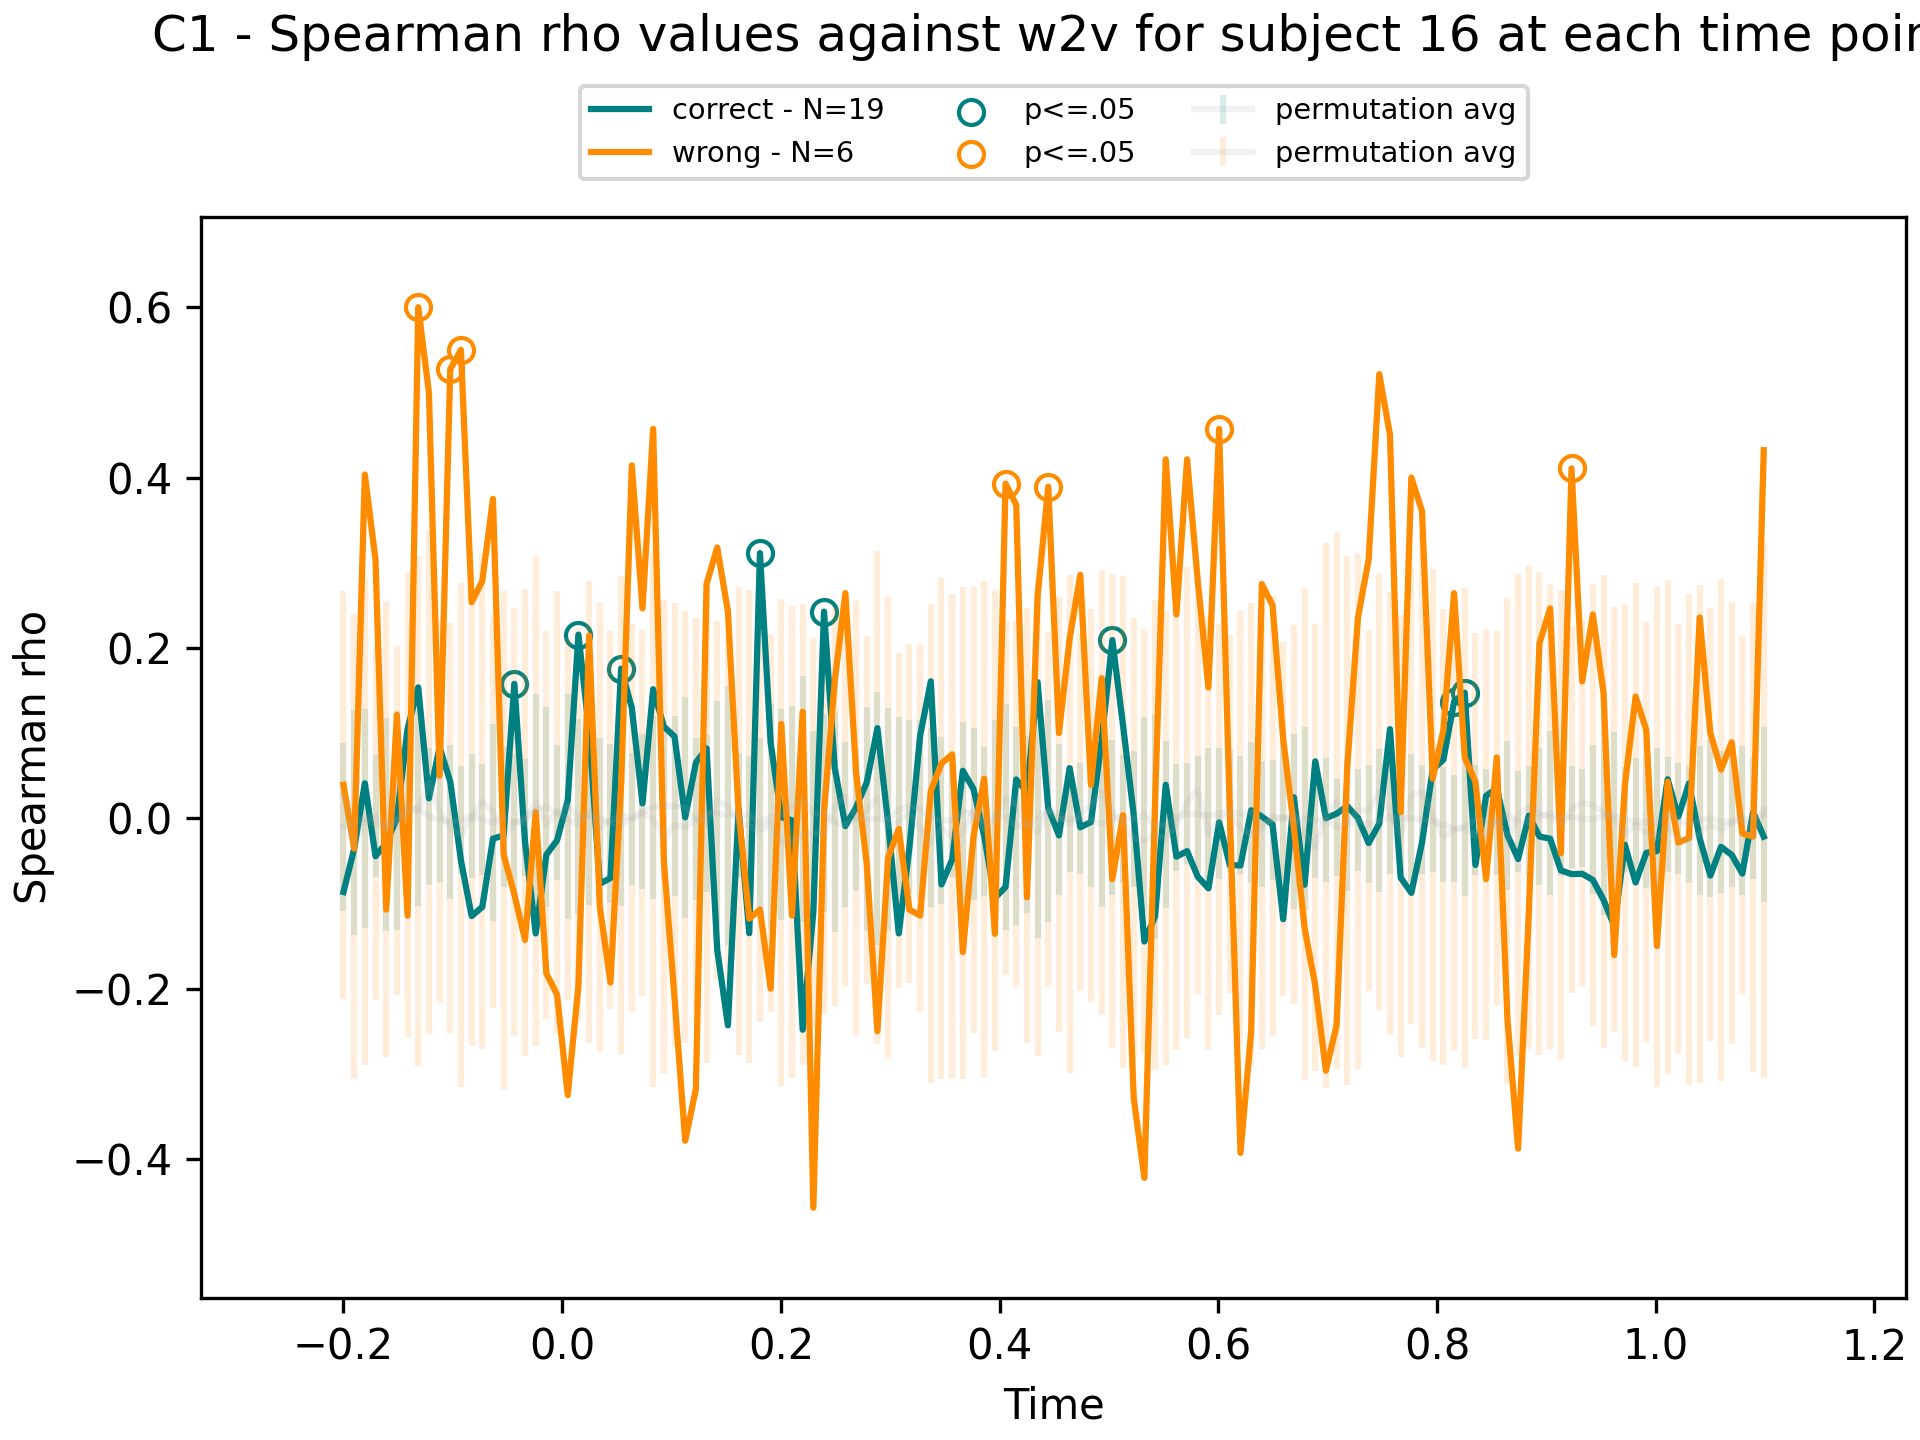 C1 - Spearman rho values against w2v for subject 16 at each time poin
correct - N=19
wrong - N=6
p<=.05
p<=.05
permutation avg
permutation avg
Spearman rho
0.6
0.4
0.2
0.0
−0.2
−0.4
−0.2 0.0 0.2 0.4 0.6 0.8 1.0 1.2
Time